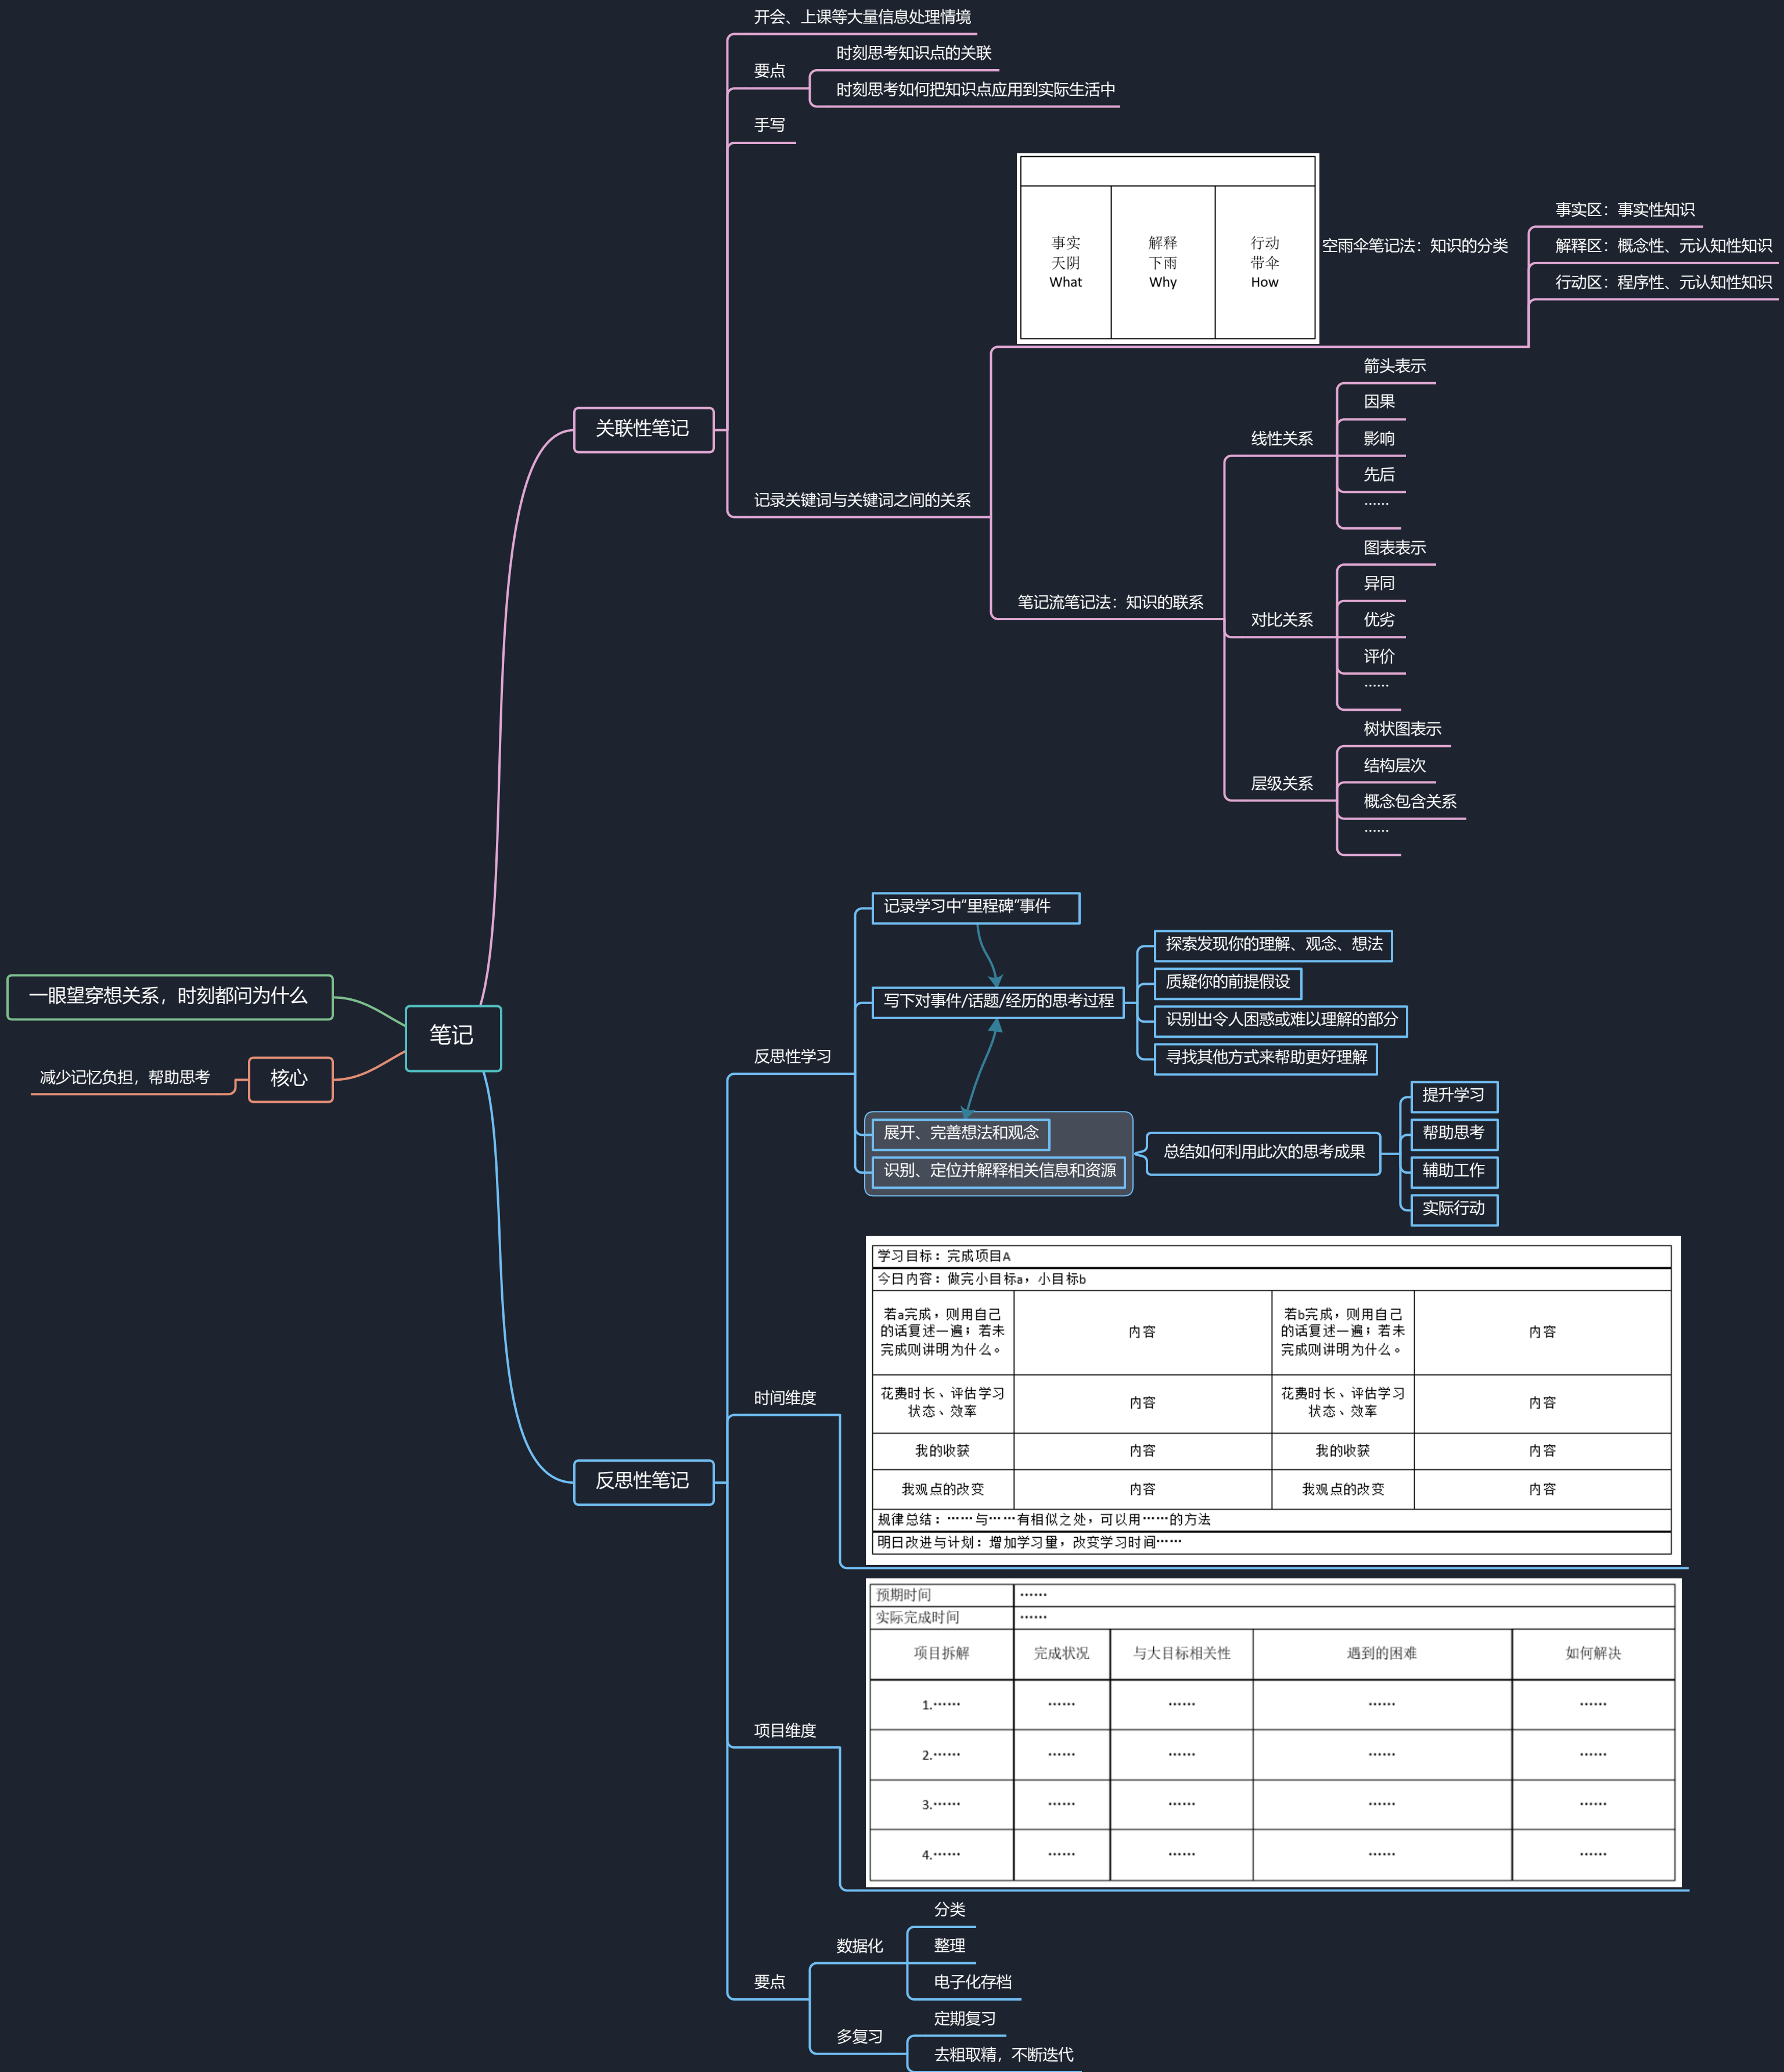 开会、上课等大量信息处理情境
要点
时刻思考知识点的关联
时刻思考如何把知识点应用到实际生活中
手写
事实
天阴
What
解释
下雨
Why
行动
带伞
How
空雨伞笔记法：知识的分类
事实区：事实性知识
解释区：概念性、元认知性知识
行动区：程序性、元认知性知识
关联性笔记
记录关键词与关键词之间的关系
笔记流笔记法：知识的联系
线性关系
箭头表示
因果
影响
先后
……
对比关系
图表表示
异同
优劣
评价
……
层级关系
树状图表示
结构层次
概念包含关系
……
一眼望穿想关系，时刻都问为什么
笔记
减少记忆负担，帮助思考
核心
反思性笔记
反思性学习
记录学习中"里程碑"事件
写下对事件/话题/经历的思考过程
探索发现你的理解、观念、想法
质疑你的前提假设
识别出令人困惑或难以理解的部分
寻找其他方式来帮助更好理解
展开、完善想法和观念
识别、定位并解释相关信息和资源
总结如何利用此次的思考成果
提升学习
帮助思考
辅助工作
实际行动
时间维度
学习目标：完成项目A
今日内容：做完小目标a，小目标b
若a完成，则用自己
的话复述一遍；若未
完成则讲明为什么。
内容
若b完成，则用自己
的话复述一遍；若未
完成则讲明为什么。
内容
花费时长、评估学习
状态、效率
内容
花费时长、评估学习
状态、效率
内容
我的收获
内容
我的收获
内容
我观点的改变
内容
我观点的改变
内容
规律总结：……与……有相似之处，可以用……的方法
明日改进与计划：增加学习量，改变学习时间……
项目维度
预期时间 ……
实际完成时间 ……
项目拆解 完成状况 与大目标相关性 遇到的困难 如何解决
1.…… …… …… …… ……
2.…… …… …… …… ……
3.…… …… …… …… ……
4.…… …… …… …… ……
要点
数据化
分类
整理
电子化存档
多复习
定期复习
去粗取精，不断迭代